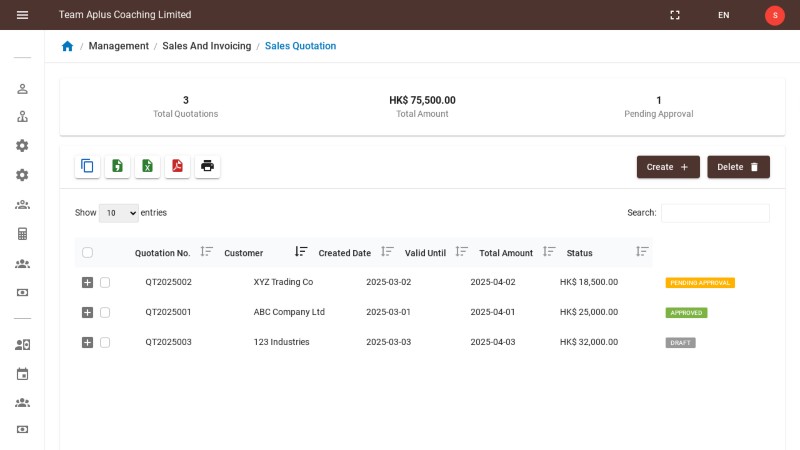 Team Aplus Coaching Limited EN S
/ Management / Sales And Invoicing / Sales Quotation
3 HK$ 75,500.00 1
Total Quotations Total Amount Pending Approval
Create + Delete
Show 10 entries Search:
Quotation No. Customer Created Date Valid Until Total Amount Status
QT2025002 XYZ Trading Co 2025-03-02 2025-04-02 HK$ 18,500.00 PENDING APPROVAL
QT2025001 ABC Company Ltd 2025-03-01 2025-04-01 HK$ 25,000.00 APPROVED
QT2025003 123 Industries 2025-03-03 2025-04-03 HK$ 32,000.00 DRAFT